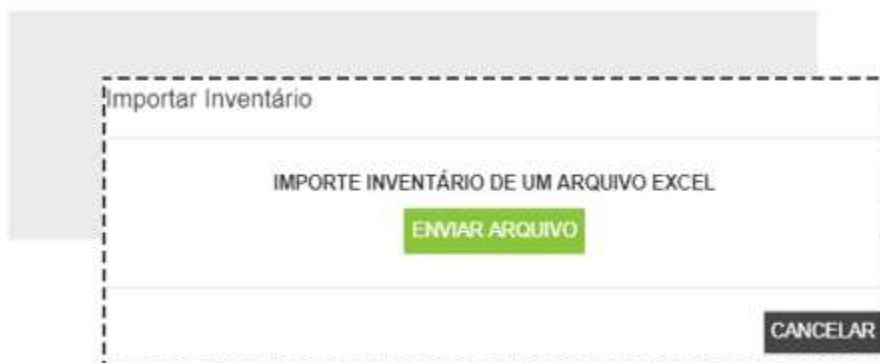 Importar Inventário
IMPORTE INVENTÁRIO DE UM ARQUIVO EXCEL
ENVIAR ARQUIVO
CANCELAR